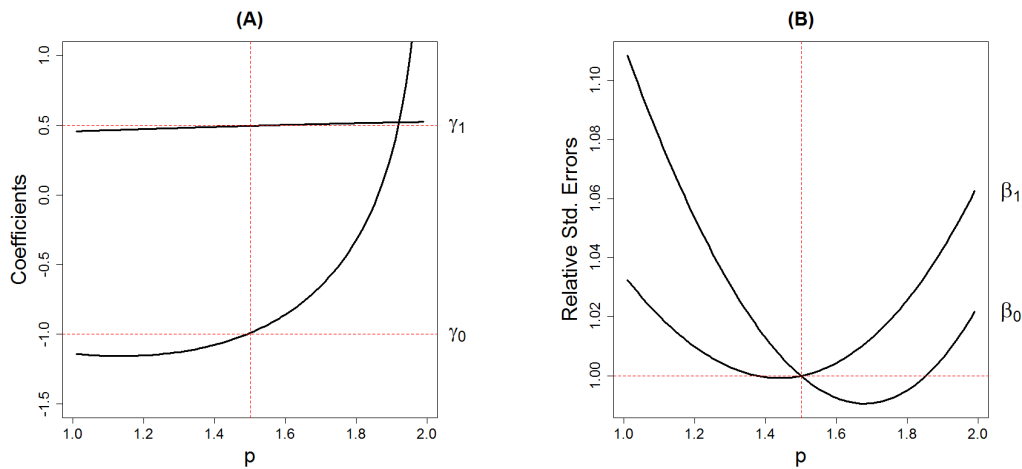 (A)
Coefficients
1.0
0.5
0.0
-0.5
-1.0
-1.5
γ1
γ0
1.0 1.2 1.4 1.6 1.8 2.0
p
(B)
Relative Std. Errors
1.10
1.08
1.06
1.04
1.02
1.00
β1
β0
1.0 1.2 1.4 1.6 1.8 2.0
p